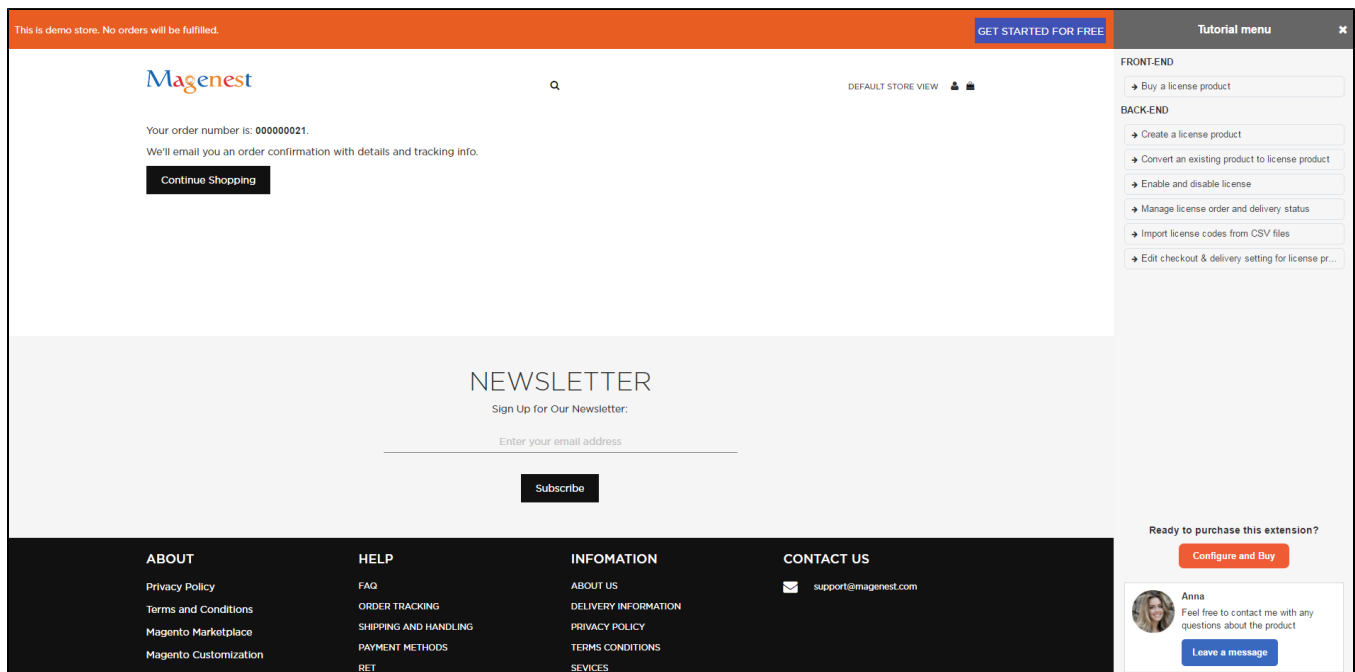 This is demo store. No orders will be fulfilled.
GET STARTED FOR FREE
Magenest
DEFAULT STORE VIEW
Your order number is: 000000021.
We'll email you an order confirmation with details and tracking info.
Continue Shopping
NEWSLETTER
Sign Up for Our Newsletter:
Enter your email address
Subscribe
ABOUT
Privacy Policy
Terms and Conditions
Magento Marketplace
Magento Customization
HELP
FAQ
ORDER TRACKING
SHIPPING AND HANDLING
PAYMENT METHODS
RET
INFOMATION
ABOUT US
DELIVERY INFORMATION
PRIVACY POLICY
TERMS CONDITIONS
SEVICES
CONTACT US
support@magenest.com
Tutorial menu
FRONT-END
Buy a license product
BACK-END
Create a license product
Convert an existing product to license product
Enable and disable license
Manage license order and delivery status
Import license codes from CSV files
Edit checkout & delivery setting for license pr...
Ready to purchase this extension?
Configure and Buy
Anna
Feel free to contact me with any
questions about the product
Leave a message